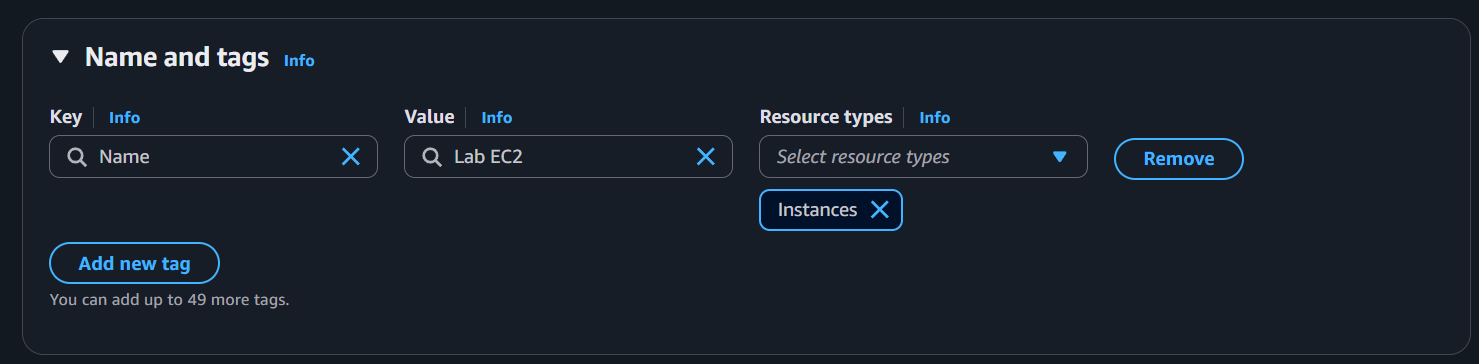 Name and tags Info
Key Info Value Info Resource types Info
Name Lab EC2 Select resource types Remove
Instances
Add new tag
You can add up to 49 more tags.